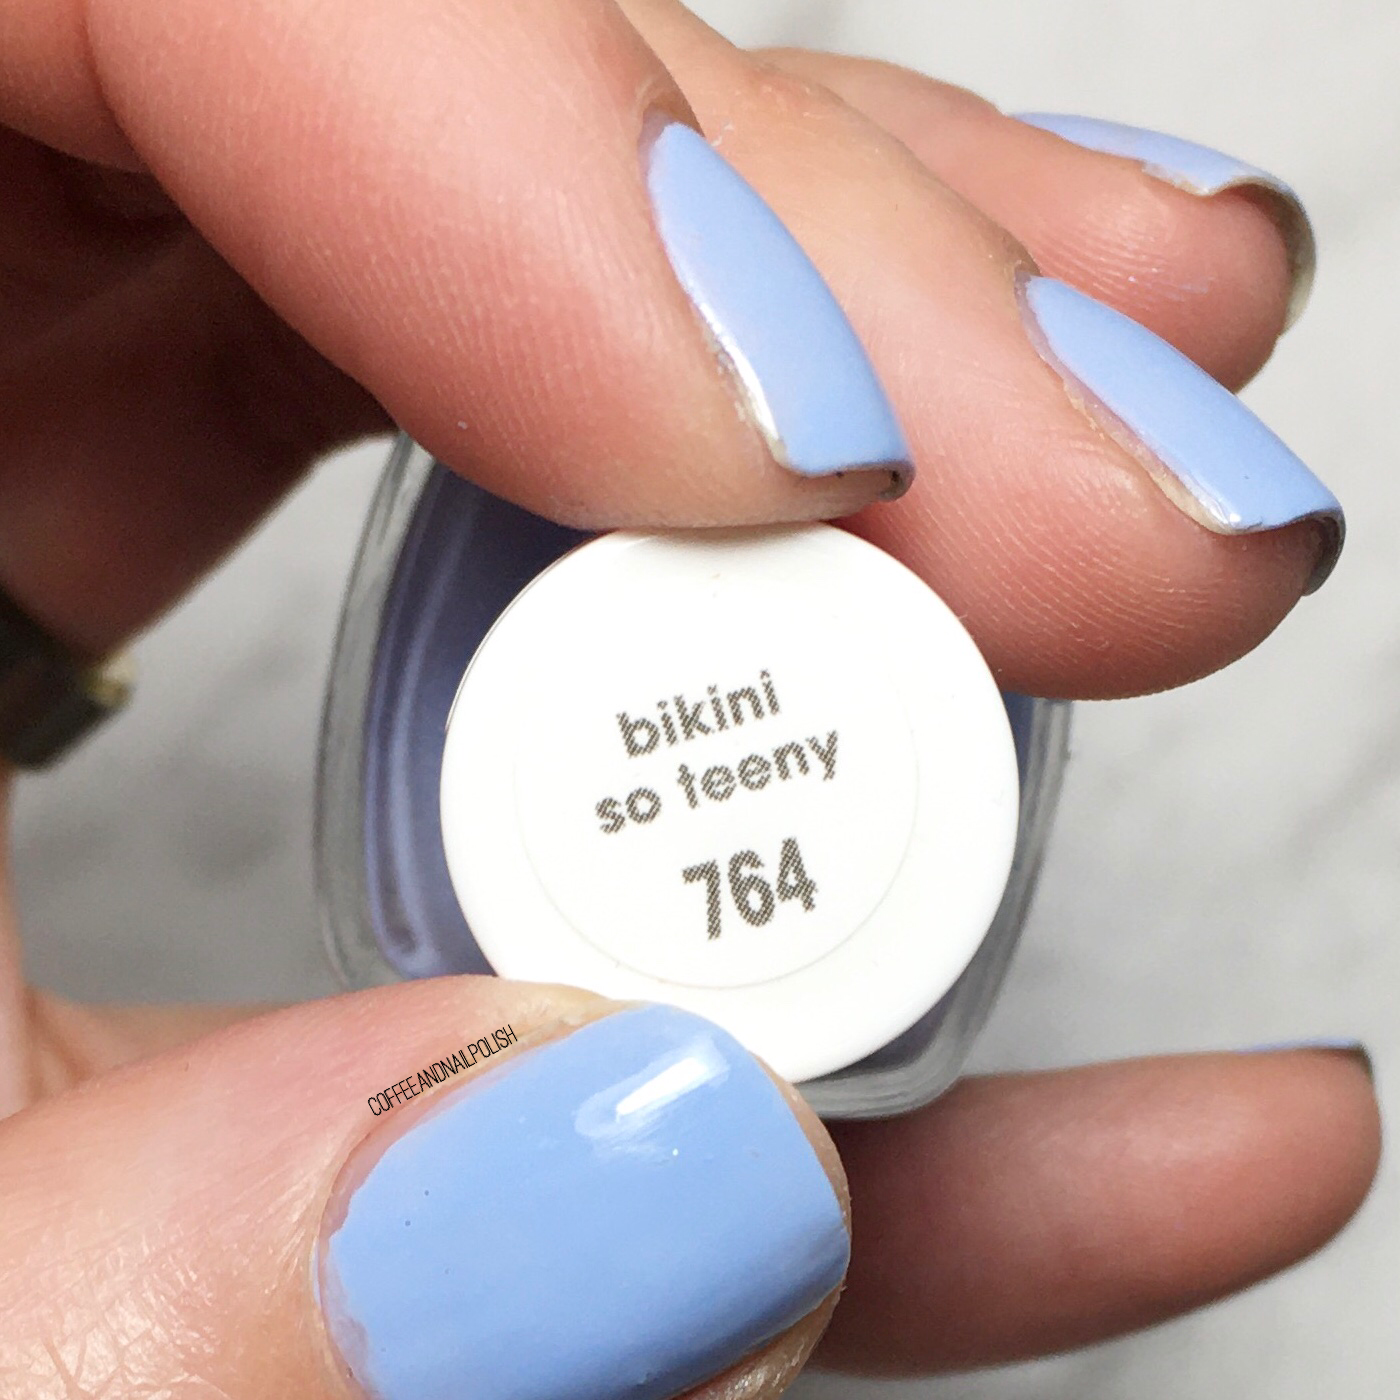 bikini
so teeny
764
COFFEEANDNAILPOLISH